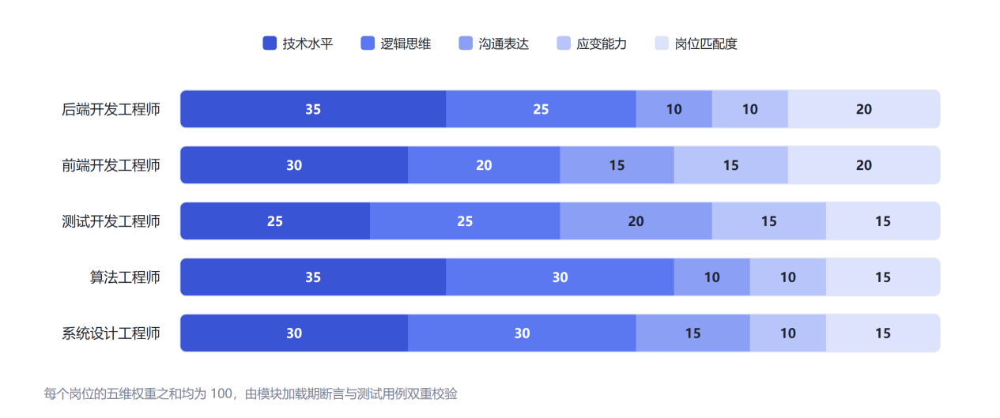 技术水平 逻辑思维 沟通表达 应变能力 岗位匹配度
后端开发工程师 35 25 10 10 20
前端开发工程师 30 20 15 15 20
测试开发工程师 25 25 20 15 15
算法工程师 35 30 10 10 15
系统设计工程师 30 30 15 10 15
每个岗位的五维权重之和均为 100，由模块加载期断言与测试用例双重校验